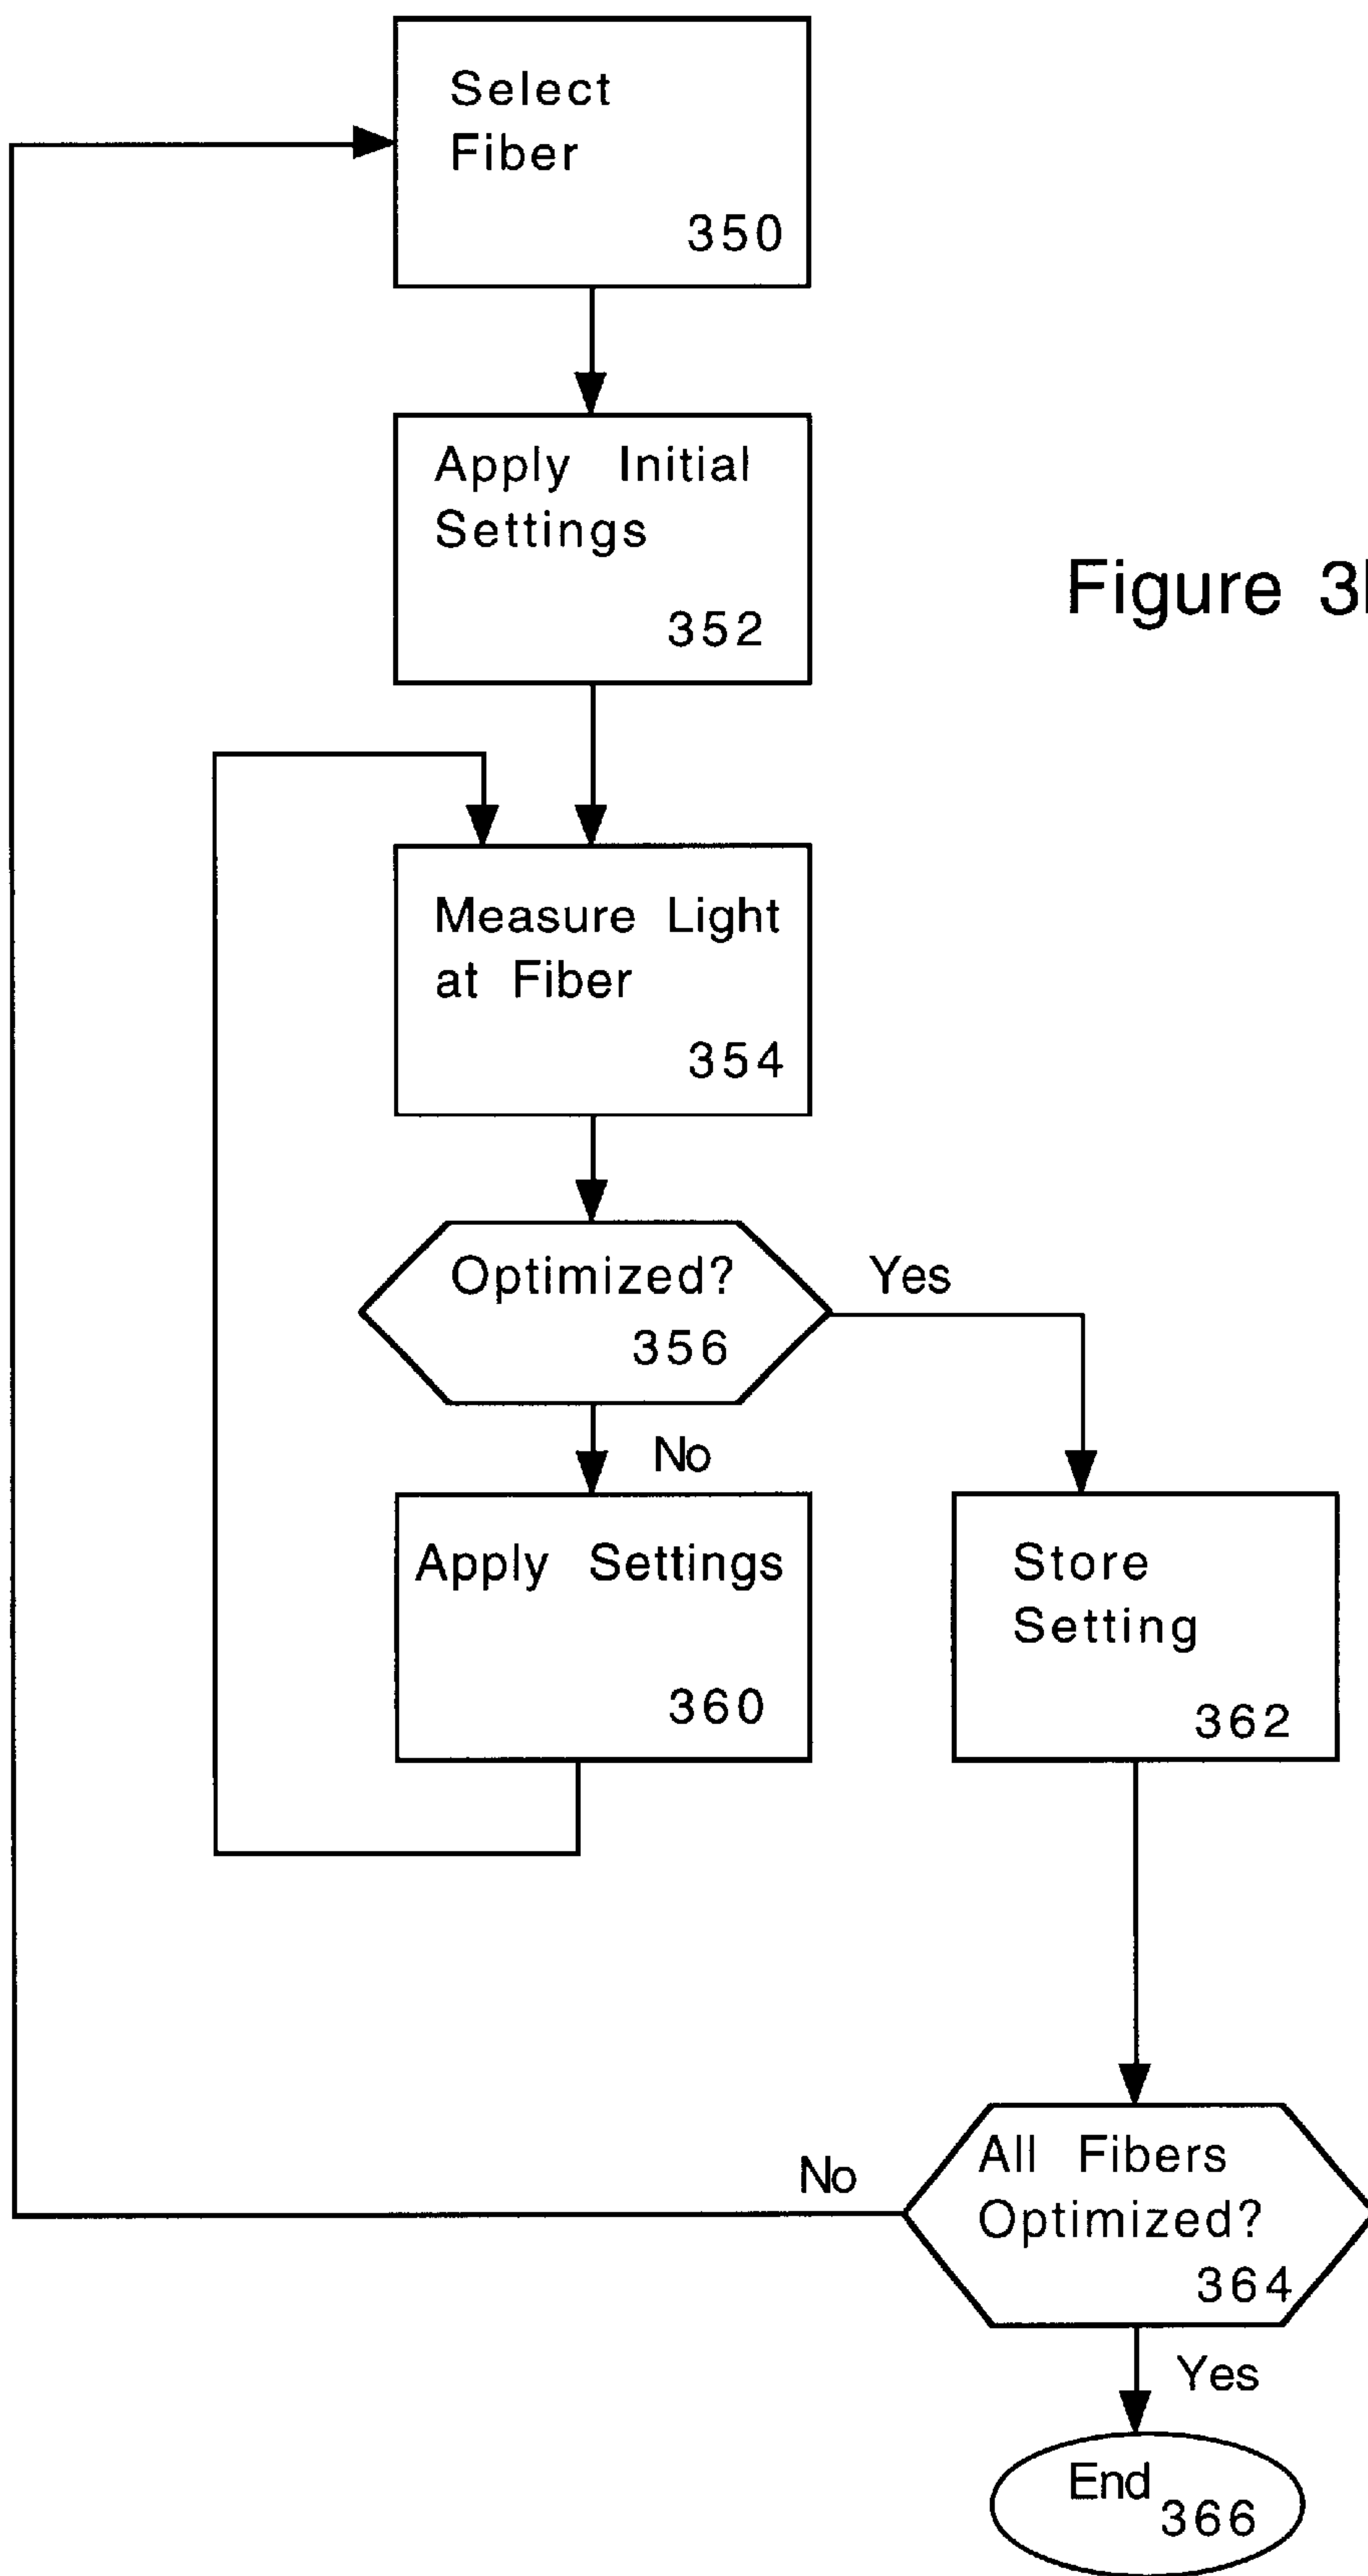 Select
Fiber
350
Apply Initial
Settings
352
Figure 3
Measure Light
at Fiber
354
Optimized?
356
Yes
No
Apply Settings
360
Store
Setting
362
No
All Fibers
Optimized?
364
Yes
End
366